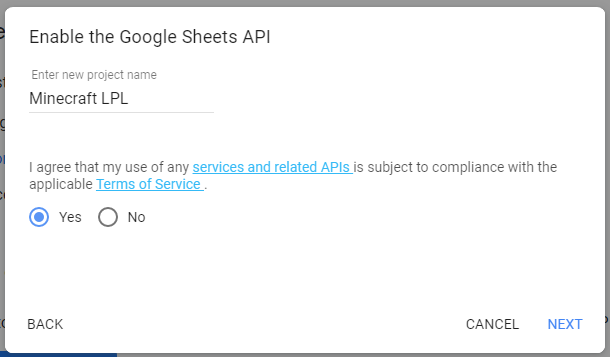 Enable the Google Sheets API
Enter new project name
Minecraft LPL
I agree that my use of any services and related APIs is subject to compliance with the
applicable Terms of Service .
Yes No
BACK CANCEL NEXT